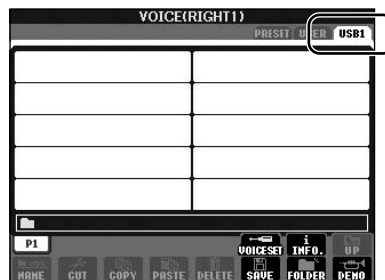 VOICE(RIGHT1)
PRESET USER USB1
P1
VOICESET INFO. UP
NAME CUT COPY PASTE DELETE SAVE FOLDER DEMO